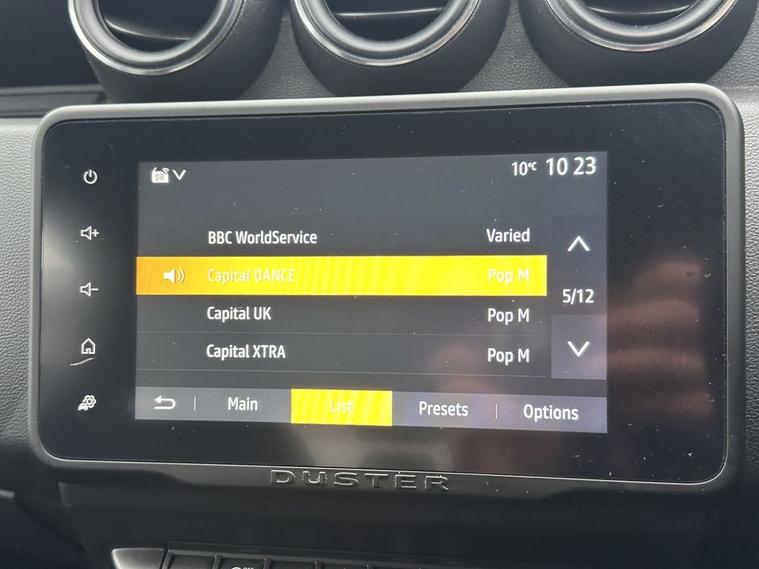 DR 10°C 10 23
BBC WorldService Varied
Capital DANCE Pop M
5/12
Capital UK Pop M
Capital XTRA Pop M
Main List Presets Options
DUSTER